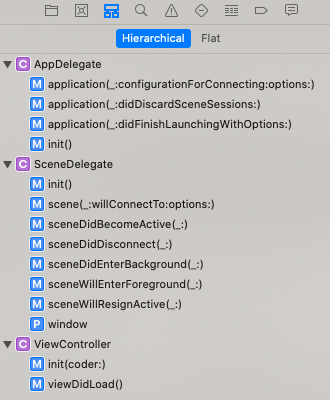 Hierarchical Flat
C AppDelegate
M application(_:configurationForConnecting:options:)
M application(_:didDiscardSceneSessions:)
M application(_:didFinishLaunchingWithOptions:)
M init()
C SceneDelegate
M init()
M scene(_:willConnectTo:options:)
M sceneDidBecomeActive(_:)
M sceneDidDisconnect(_:)
M sceneDidEnterBackground(_:)
M sceneWillEnterForeground(_:)
M sceneWillResignActive(_:)
P window
C ViewController
M init(coder:)
M viewDidLoad()